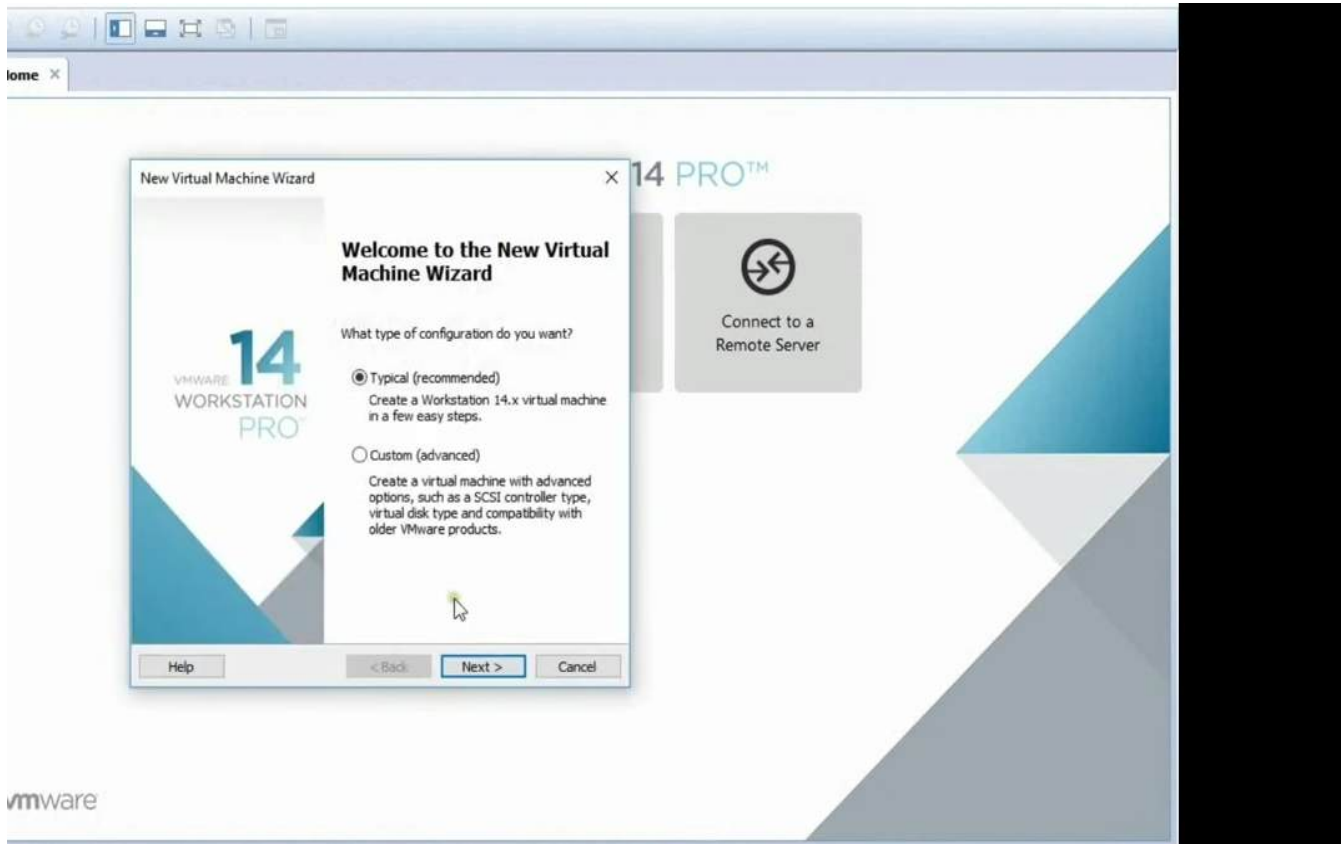 ome
14 PRO™
New Virtual Machine Wizard
Welcome to the New Virtual
Machine Wizard
What type of configuration do you want?
Typical (recommended)
Create a Workstation 14.x virtual machine
in a few easy steps.
Custom (advanced)
Create a virtual machine with advanced
options, such as a SCSI controller type,
virtual disk type and compatibility with
older VMware products.
14
VMWARE
WORKSTATION
PRO™
Connect to a
Remote Server
Help
< Back
Next >
Cancel
vmware